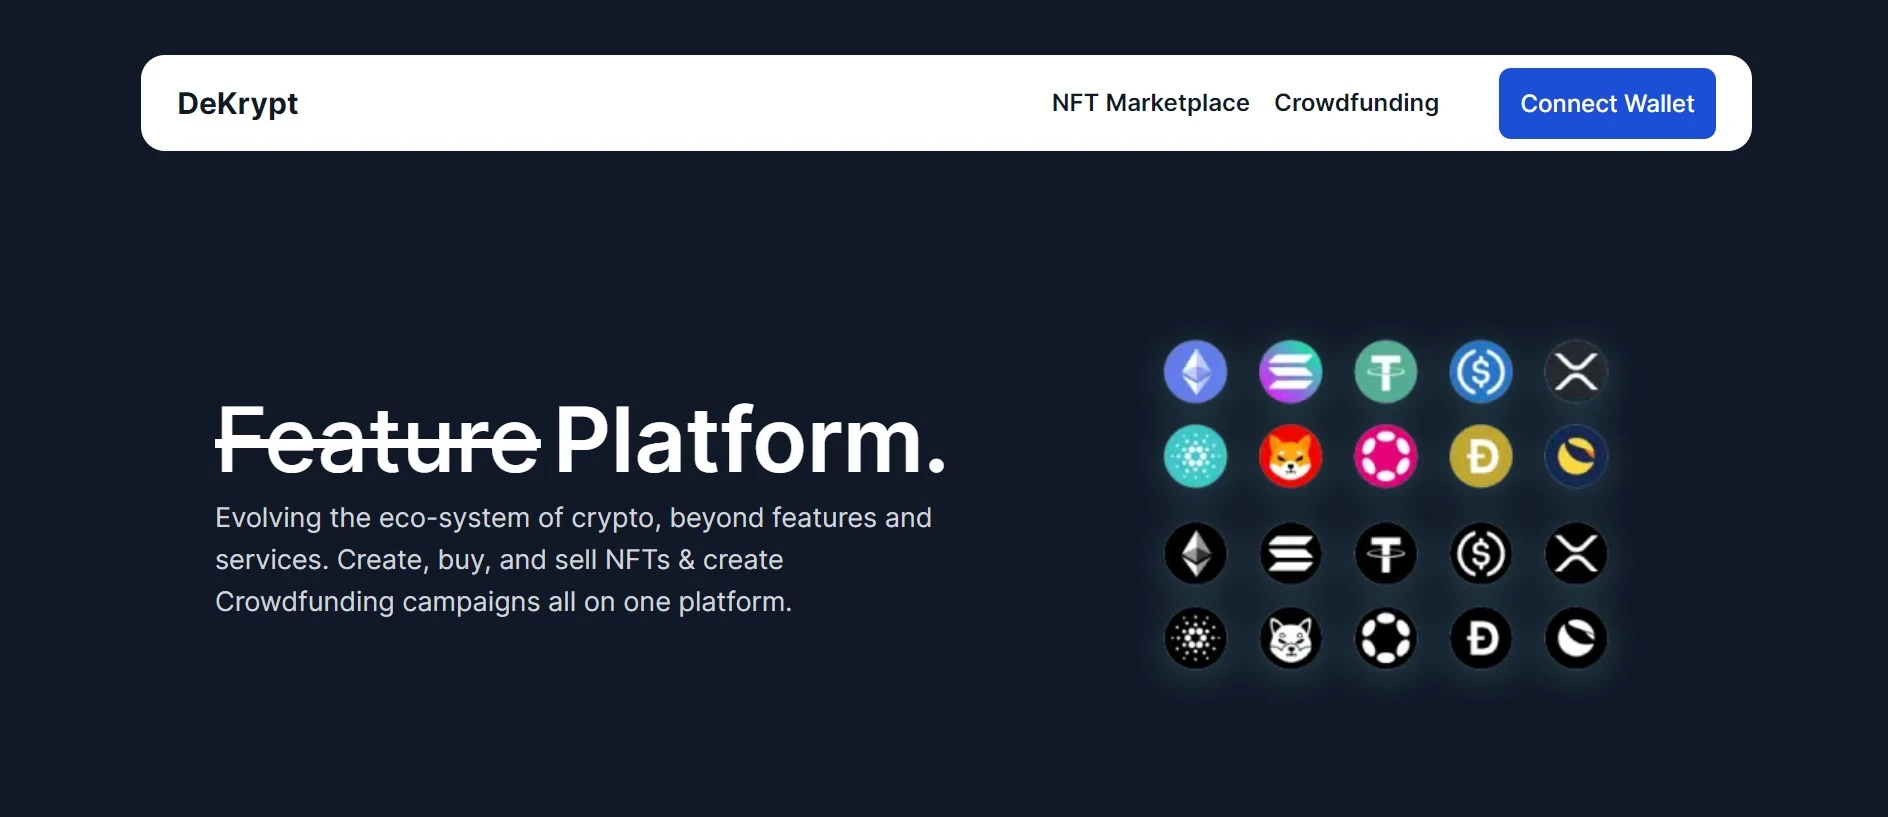 DeKrypt
NFT Marketplace
Crowdfunding
Connect Wallet
Feature Platform.
Evolving the eco-system of crypto, beyond features and
services. Create, buy, and sell NFTs & create
Crowdfunding campaigns all on one platform.